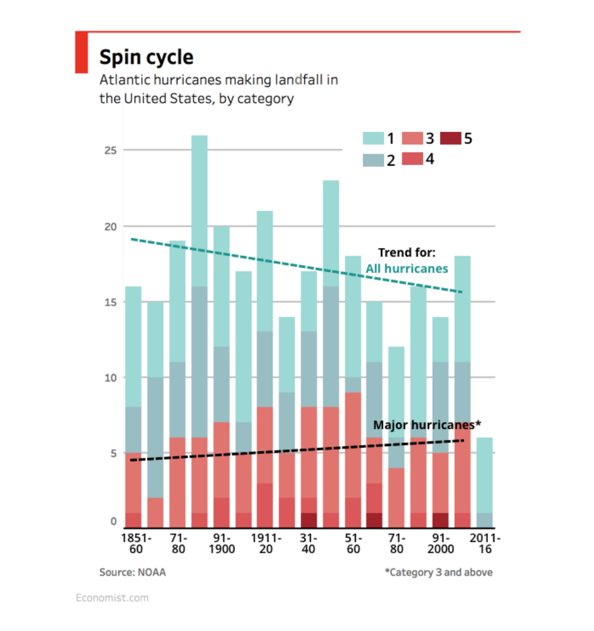 Spin cycle
Atlantic hurricanes making landfall in
the United States, by category
1 3 5
2 4
25
20
Trend for:
All hurricanes
15
10
Major hurricanes*
5
0
1851- 71- 91- 1911- 31- 51- 71- 91- 2011-
60 80 1900 20 40 60 80 2000 16
Source: NOAA *Category 3 and above
Economist.com